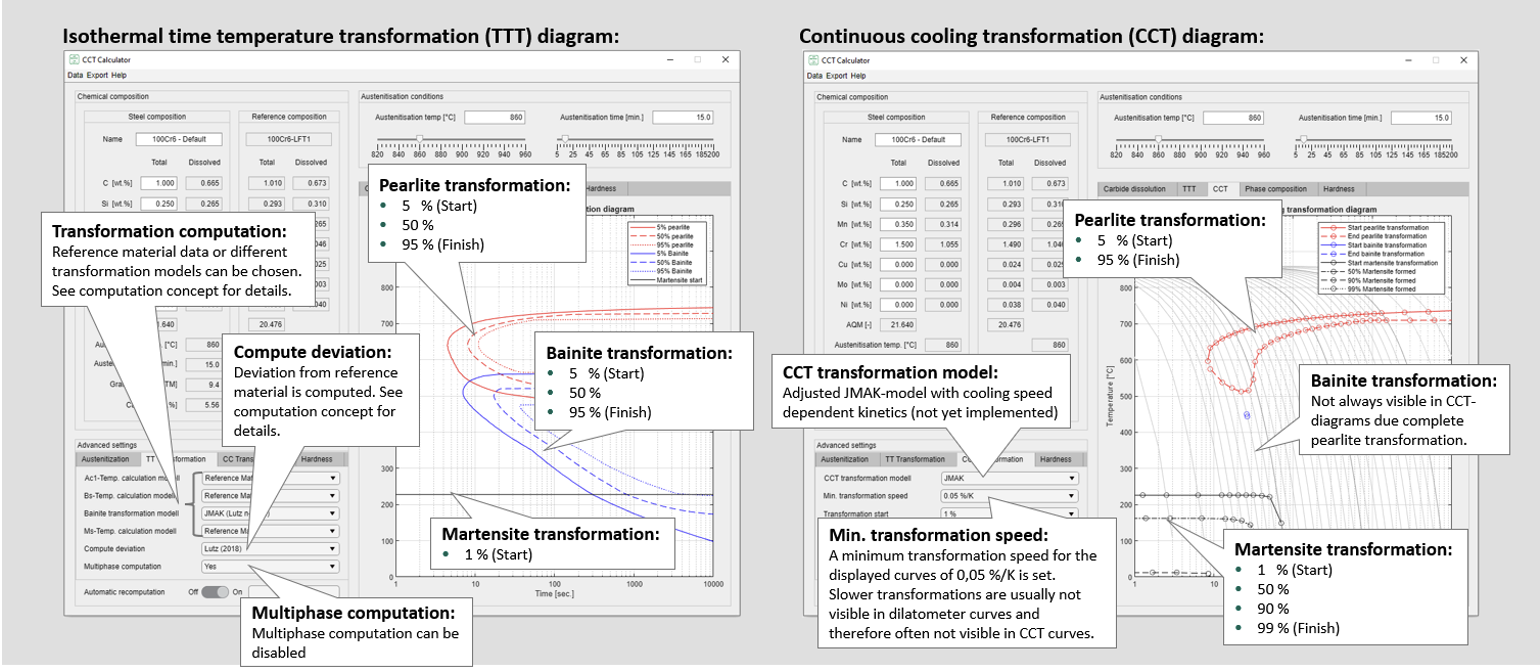 Isothermal time temperature transformation (TTT) diagram:
CCT Calculator
Data Export Help
Chemical composition
Steel composition
Reference composition
Name
100Cr6 - Default
100Cr6-LFT1
Total Dissolved Total Dissolved
C [wt.%] 1.000 0.665 1.010 0.673
Si [wt.%] 0.250 0.265 0.293 0.310
20.476
860
15.0
9.4
5.56
Austenitisation conditions
Austenitisation temp [°C] 860
Austenitisation time [min.] 15.0
820 840 860 880 900 920 940 960
5 25 45 65 85 105 125 145 165 185200
Hardness
5% pearlite
50% pearlite
95% pearlite
5% Bainite
50% Bainite
95% Bainite
Martensite start
800
700
300
200
100
0
1 10 100 1000 10000
Time [sec.]
Pearlite transformation:
• 5 % (Start)
• 50 %
• 95 % (Finish)
Transformation computation:
Reference material data or different
transformation models can be chosen.
See computation concept for details.
Compute deviation:
Deviation from reference
material is computed. See
computation concept for
details.
Bainite transformation:
• 5 % (Start)
• 50 %
• 95 % (Finish)
Martensite transformation:
• 1 % (Start)
Advanced settings
Austenitization
Hardness
Ac1-Temp. calculation
Bs-Temp. calculation modell
Bainite transformation modell JMAK (Lutz
Ms-Temp. calculation modell
Compute deviation Lutz (2018)
Multiphase computation Yes
Automatic recomputation Off On
Multiphase computation:
Multiphase computation can be
disabled
Continuous cooling transformation (CCT) diagram:
CCT Calculator
Data Export Help
Chemical composition
Steel composition
Reference composition
Name
100Cr6 - Default
100Cr6-LFT1
Total Dissolved Total Dissolved
C [wt.%] 1.000 0.665 1.010 0.673
Si [wt.%] 0.250 0.265 0.293
Mn [wt.%] 0.350 0.314 0.296
Cr [wt.%] 1.500 1.055 1.490
Cu [wt.%] 0.000 0.000 0.024
Mo [wt.%] 0.000 0.000 0.004 0.003
Ni [wt.%] 0.000 0.000 0.038 0.040
AQM [-] 21.640 20.476
Austenitisation temp. [°C] 860 860
Austenitisation conditions
Austenitisation temp [°C] 860
Austenitisation time [min.] 15.0
820 840 860 880 900 920 940 960
5 25 45 65 85 105 125 145 165 185200
Carbide dissolution TTT CCT Phase composition Hardness
transformation diagram
Start pearlite transformation
End pearlite transformation
Start bainite transformation
End bainite transformation
Start martensite transformation
50% Martensite formed
90% Martensite formed
99% Martensite formed
Temperature [°C]
800
700
600
500
400
300
200
100
0
1 10
Pearlite transformation:
• 5 % (Start)
• 95 % (Finish)
CCT transformation model:
Adjusted JMAK-model with cooling speed
dependent kinetics (not yet implemented)
Bainite transformation:
Not always visible in CCT-
diagrams due complete
pearlite transformation.
Advanced settings
Austenitization TT Transformation Hardness
CCT transformation model JMAK
Min. transformation speed 0.05 %/K
Transformation start 1 %
Min. transformation speed:
A minimum transformation speed for the
displayed curves of 0,05 %/K is set.
Slower transformations are usually not
visible in dilatometer curves and
therefore often not visible in CCT curves.
Martensite transformation:
• 1 % (Start)
• 50 %
• 90 %
• 99 % (Finish)